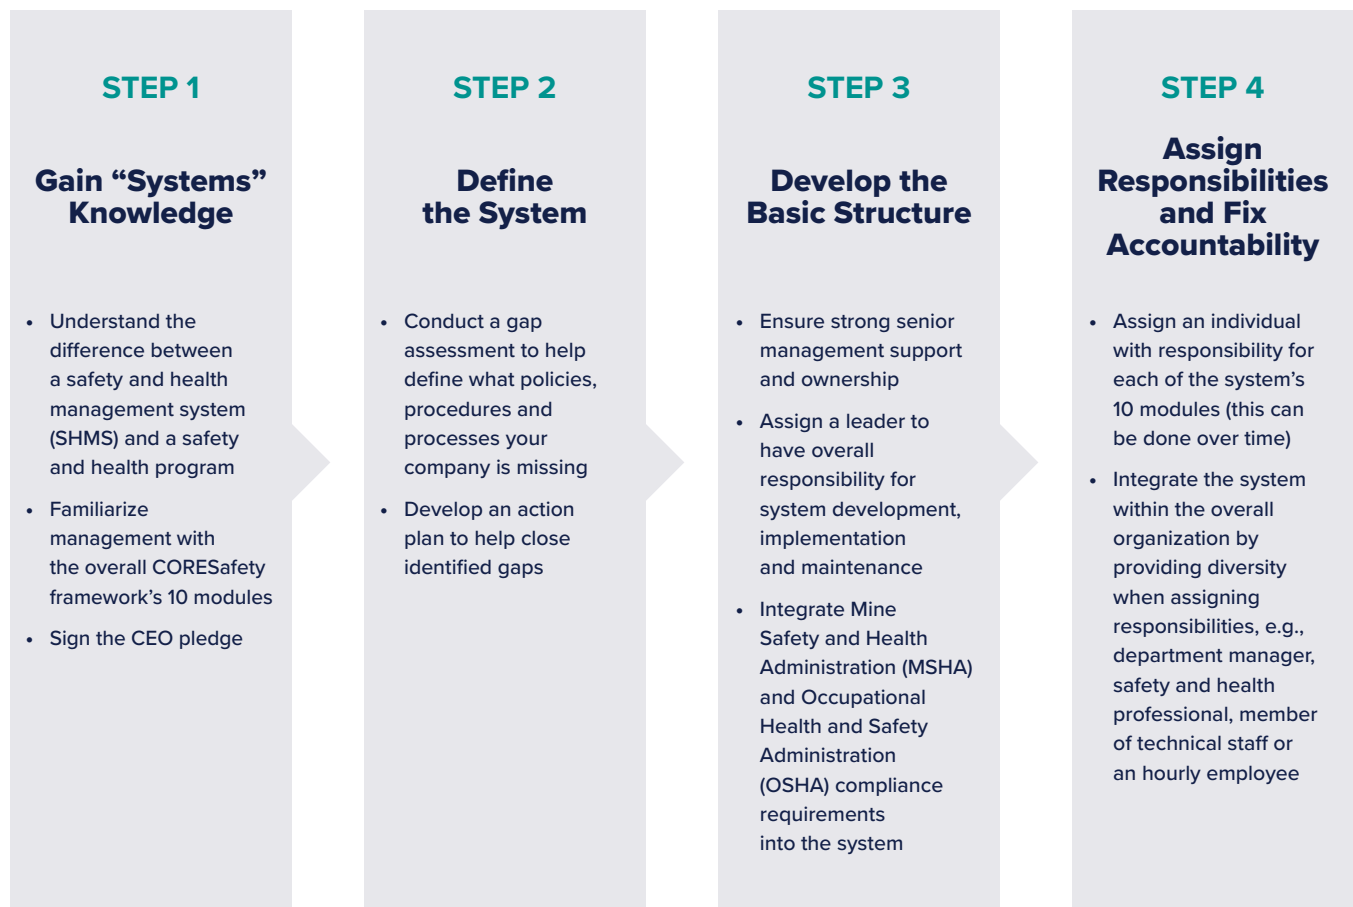 STEP 1
Gain “Systems”
Knowledge
• Understand the
difference between
a safety and health
management system
(SHMS) and a safety
and health program
• Familiarize
management with
the overall CORESafety
framework’s 10 modules
• Sign the CEO pledge
STEP 2
Define
the System
• Conduct a gap
assessment to help
define what policies,
procedures and
processes your
company is missing
• Develop an action
plan to help close
identified gaps
STEP 3
Develop the
Basic Structure
• Ensure strong senior
management support
and ownership
• Assign a leader to
have overall
responsibility for
system development,
implementation
and maintenance
• Integrate Mine
Safety and Health
Administration (MSHA)
and Occupational
Health and Safety
Administration
(OSHA) compliance
requirements
into the system
STEP 4
Assign
Responsibilities
and Fix
Accountability
• Assign an individual
with responsibility for
each of the system’s
10 modules (this can
be done over time)
• Integrate the system
within the overall
organization by
providing diversity
when assigning
responsibilities, e.g.,
department manager,
safety and health
professional, member
of technical staff or
an hourly employee